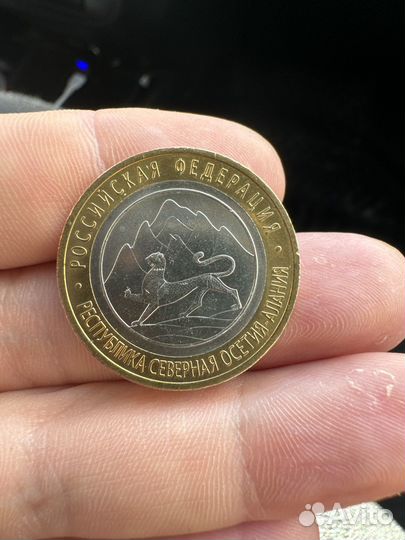 • РОССИЙСКАЯ ФЕДЕРАЦИЯ •
РЕСПУБЛИКА СЕВЕРНАЯ ОСЕТИЯ-АЛАНИЯ
Avito